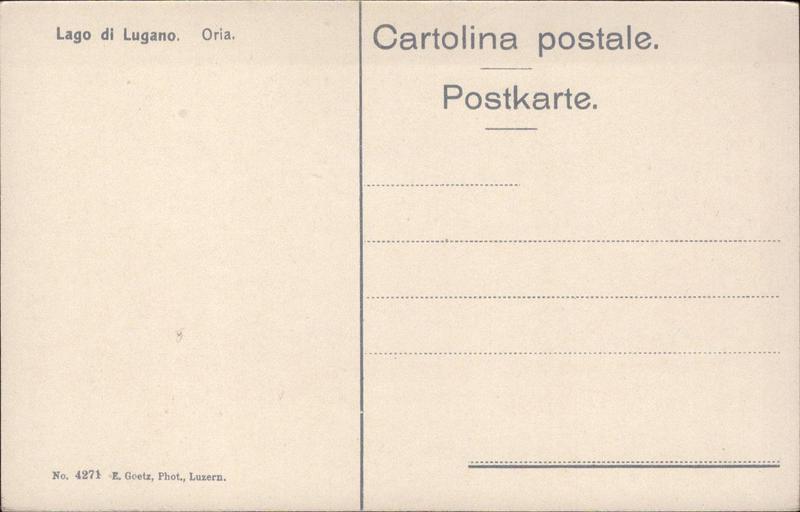 Lago di Lugano. Oria.
Cartolina postale.
Postkarte.
No. 4271 E. Goetz, Phot., Luzern.